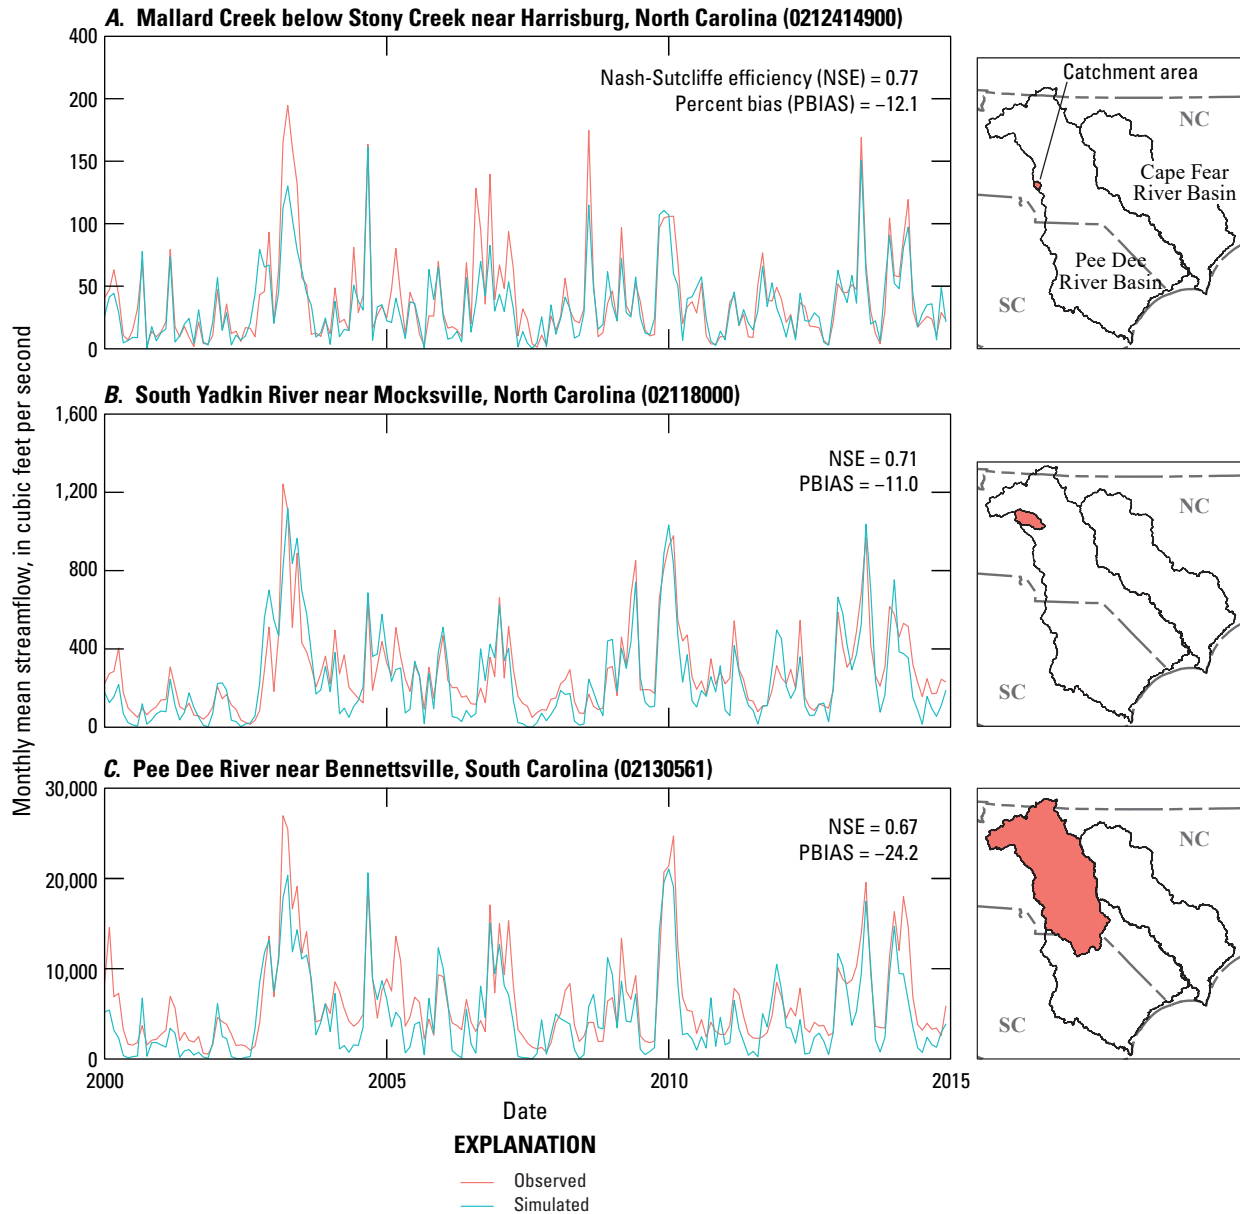 A. Mallard Creek below Stony Creek near Harrisburg, North Carolina (0212414900)
400
200
150
100
50
0
Nash-Sutcliffe efficiency (NSE) = 0.77
Percent bias (PBIAS) = −12.1
Catchment area
NC
Cape Fear
River Basin
Pee Dee
River Basin
SC
Monthly mean streamflow, in cubic feet per second
B. South Yadkin River near Mocksville, North Carolina (02118000)
1,600
1,200
800
400
0
NSE = 0.71
PBIAS = −11.0
NC
SC
C. Pee Dee River near Bennettsville, South Carolina (02130561)
30,000
20,000
10,000
0
NSE = 0.67
PBIAS = −24.2
NC
SC
2000
2005
2010
2015
Date
EXPLANATION
Observed
Simulated